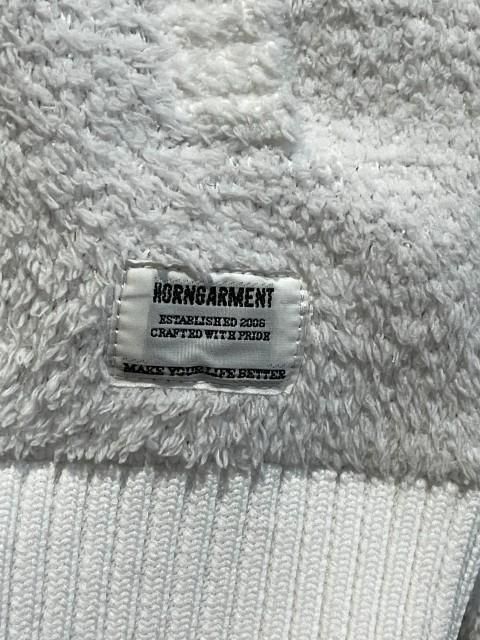 HORNGARMENT
ESTABLISHED 2006
CRAFTED WITH PRIDE
MAKE YOUR LIFE BETTER